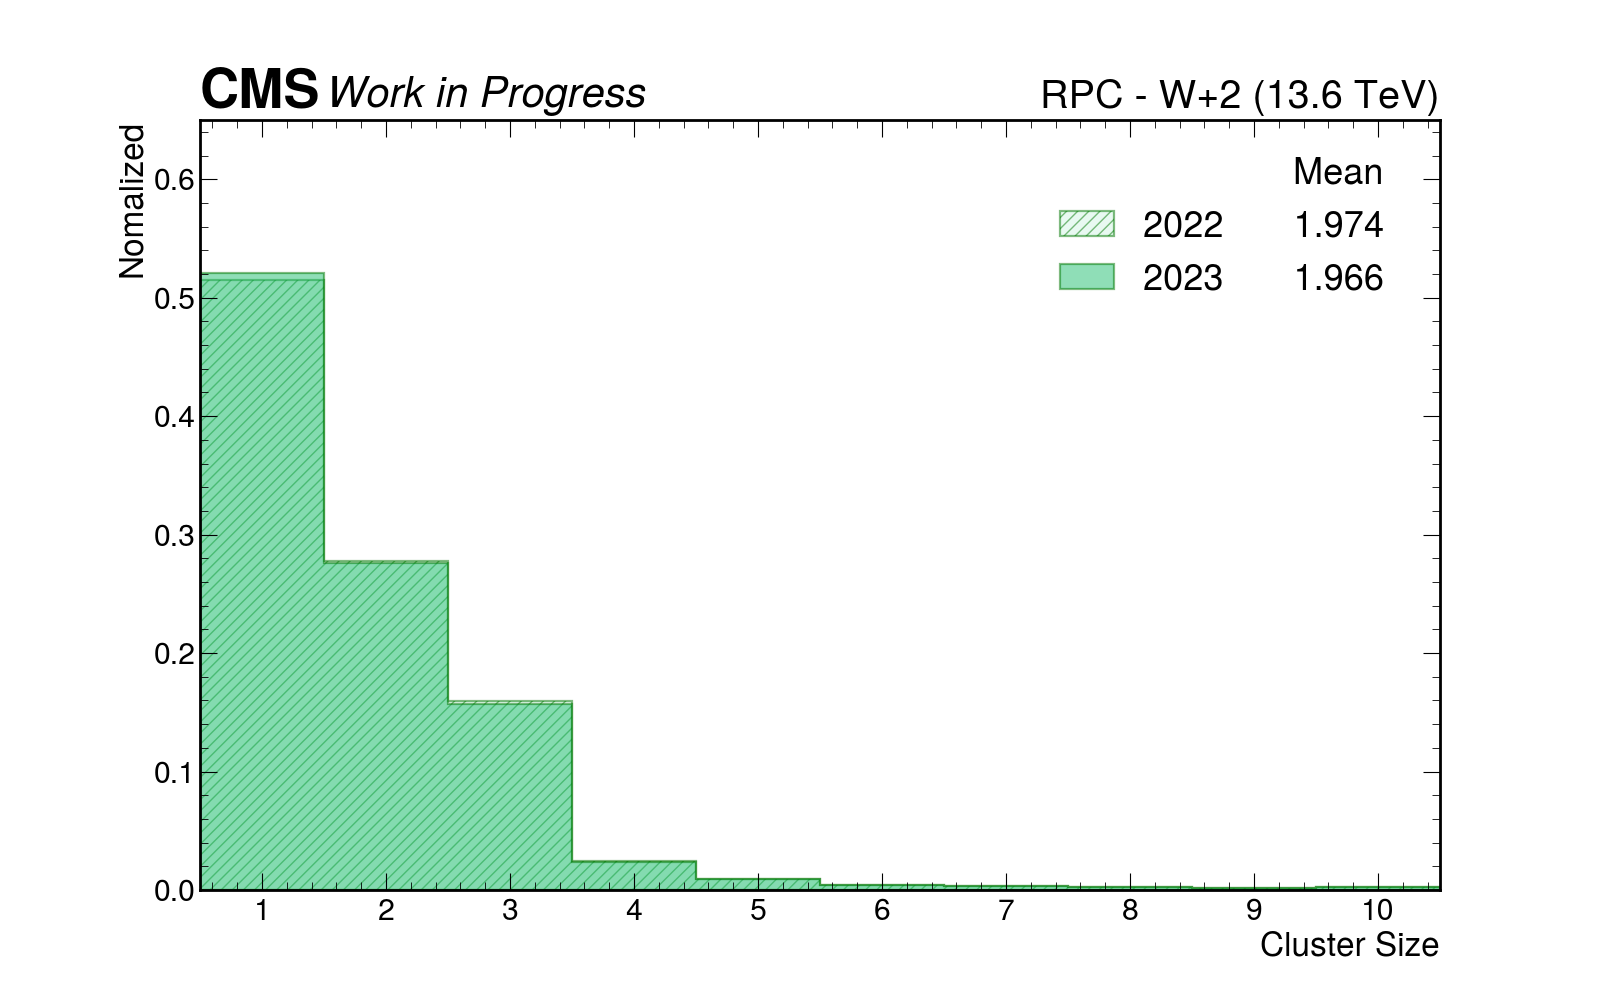 CMS Work in Progress
RPC - W+2 (13.6 TeV)
Nomalized
0.6
0.5
0.4
0.3
0.2
0.1
0.0
Mean
2022 1.974
2023 1.966
1 2 3 4 5 6 7 8 9 10
Cluster Size